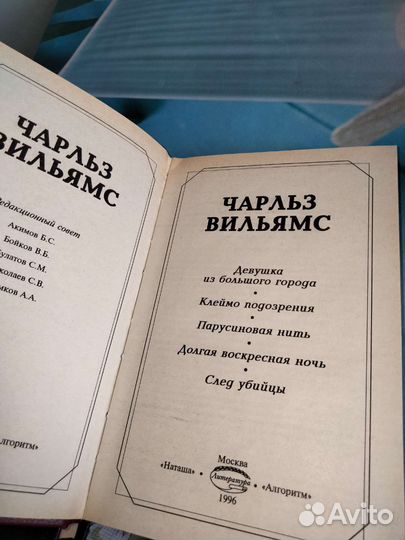 ЧАРЛЬЗ
ВИЛЬЯМС
Редакционный совет
Акимов Б.С.
Бойков В.Б.
Булатов С.М.
С.В.
А.А.
«Алгоритм»
ЧАРЛЬЗ
ВИЛЬЯМС
Девушка
из большого города
•
Клеймо подозрения
•
Парусиновая нить
•
Долгая воскресная ночь
•
След убийцы
Москва
«Наташа» • Литература • «Алгоритм»
1996
Avito